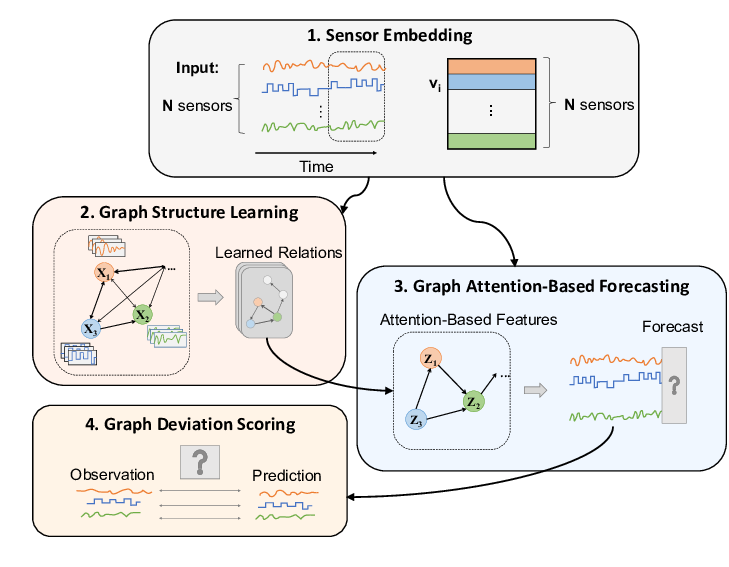 1. Sensor Embedding
Input:
N sensors
⋮
Time
v_i
⋮
N sensors
2. Graph Structure Learning
Learned Relations
X_1
...
X_2
X_3
3. Graph Attention-Based Forecasting
Attention-Based Features
Forecast
Z_1
...
Z_2
Z_3
?
4. Graph Deviation Scoring
?
Observation
Prediction